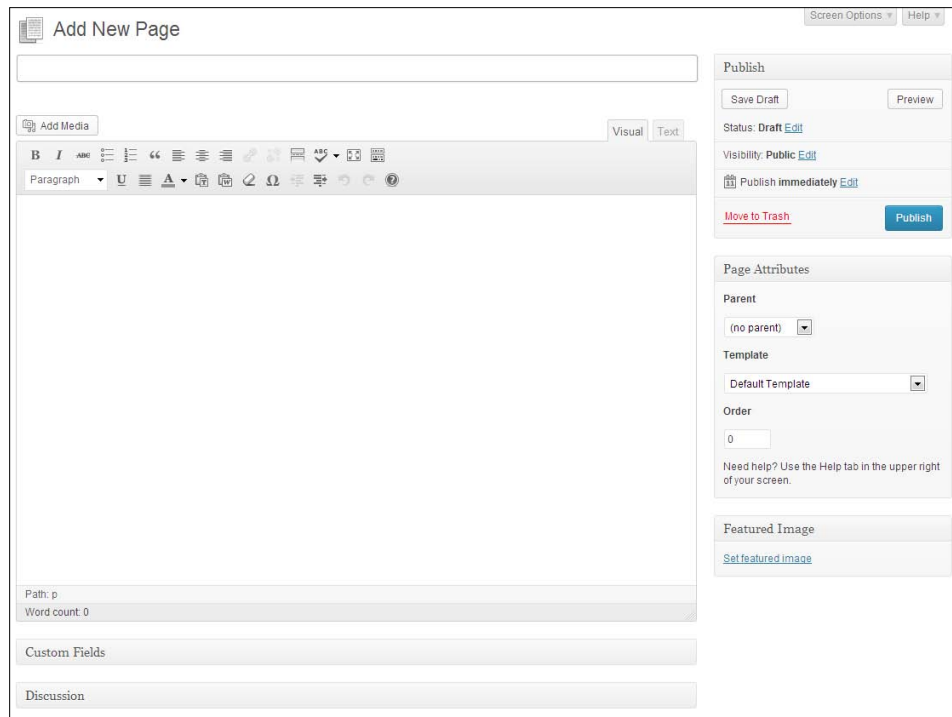 Add New Page
Screen Options
Help
Add Media
Visual
Text
B I ABC ABC
Paragraph U A T W Ω
Path: p
Word count: 0
Custom Fields
Discussion
Publish
Save Draft
Preview
Status: Draft Edit
Visibility: Public Edit
11 Publish immediately Edit
Move to Trash
Publish
Page Attributes
Parent
(no parent)
Template
Default Template
Order
0
Need help? Use the Help tab in the upper right
of your screen.
Featured Image
Set featured image